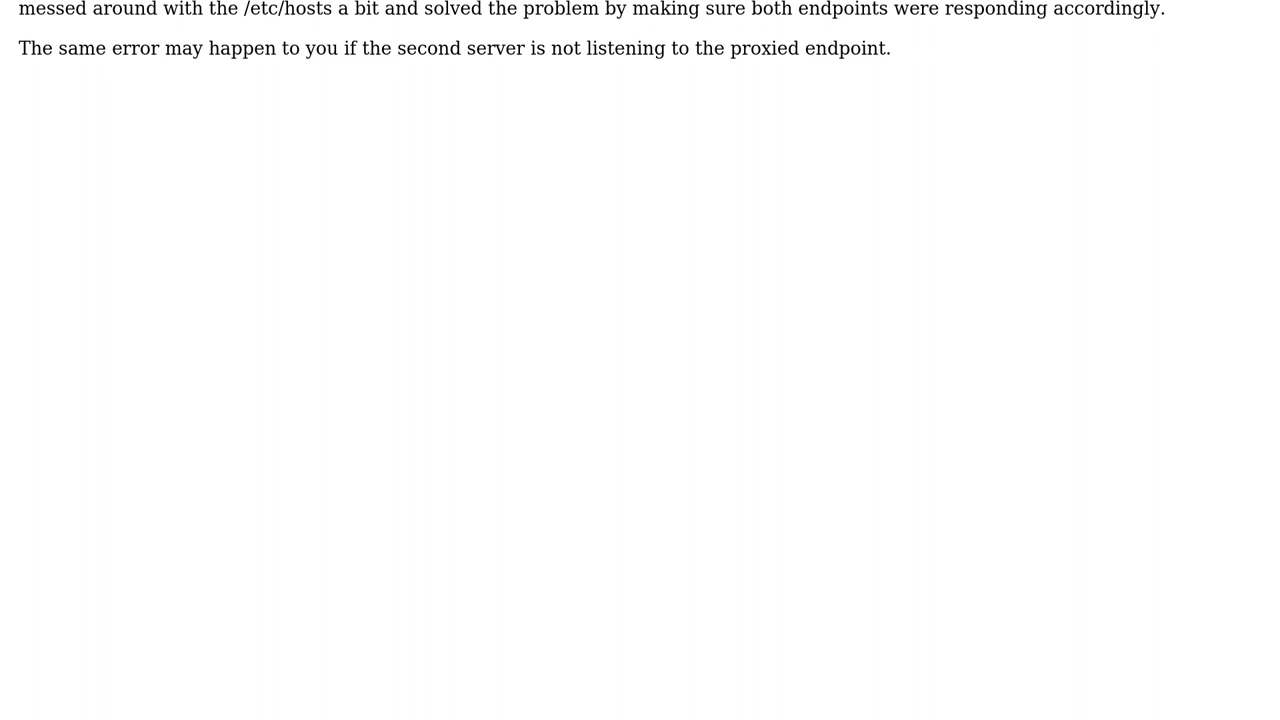 messed around with the /etc/hosts a bit and solved the problem by making sure both endpoints were responding accordingly.
The same error may happen to you if the second server is not listening to the proxied endpoint.